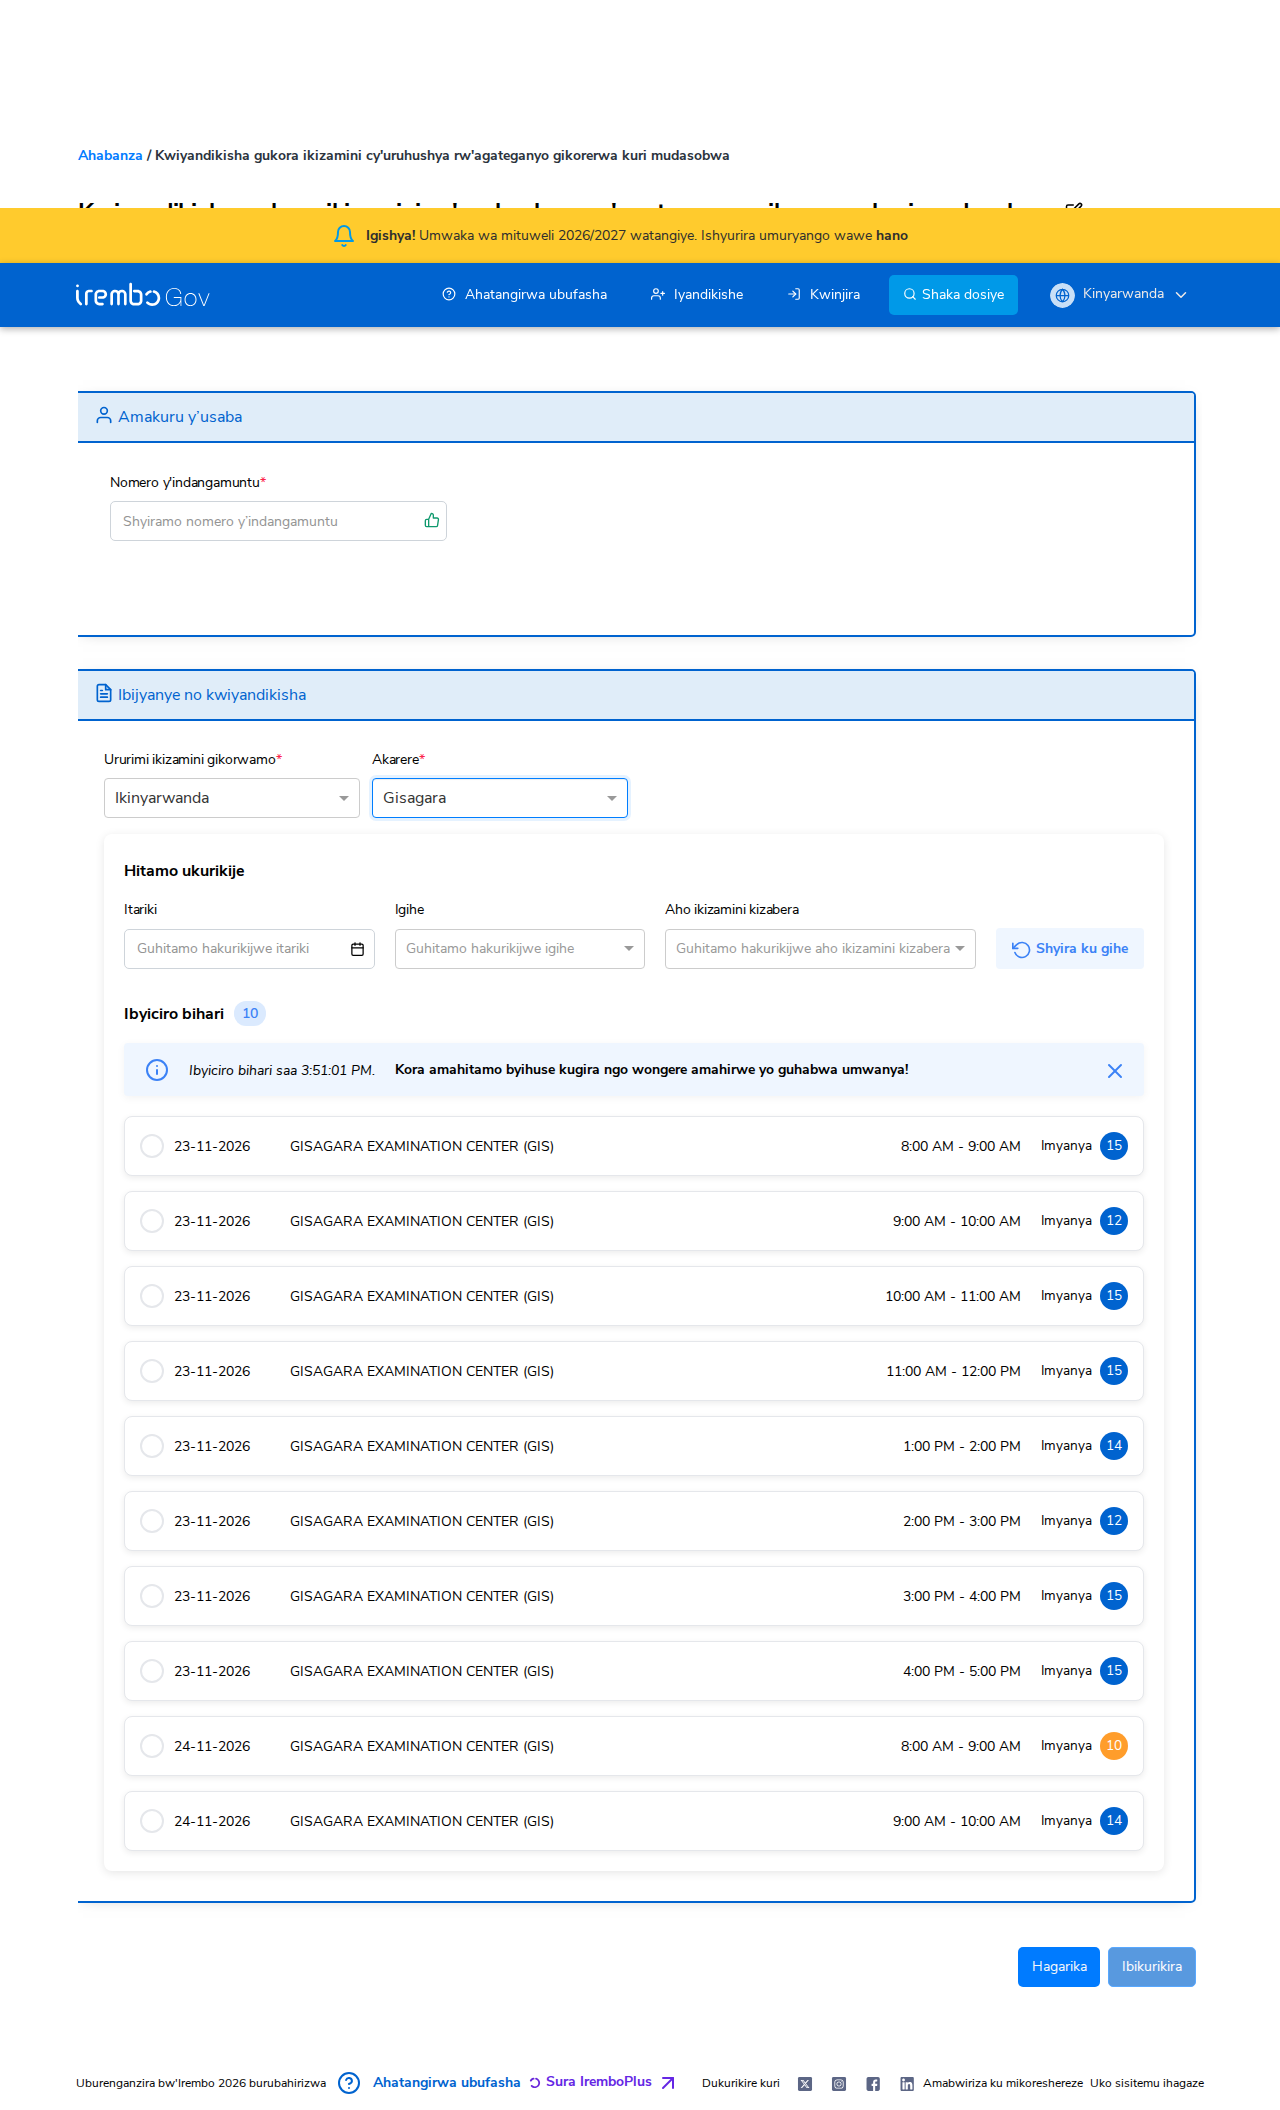 Ahabanza / Kwiyandikisha gukora ikizamini cy'uruhushya rw'agateganyo gikorerwa kuri mudasobwa
Igishya! Umwaka wa mituweli 2026/2027 watangiye. Ishyurira umuryango wawe hano
irembo Gov
Ahatangirwa ubufasha
Iyandikishe
Kwinjira
Shaka dosiye
Kinyarwanda
Amakuru y’usaba
Nomero y'indangamuntu*
Shyiramo nomero y’indangamuntu
Ibijyanye no kwiyandikisha
Ururimi ikizamini gikorwamo* Akarere*
Ikinyarwanda Gisagara
Hitamo ukurikije
Itariki Igihe Aho ikizamini kizabera
Guhitamo hakurikijwe itariki Guhitamo hakurikijwe igihe Guhitamo hakurikijwe aho ikizamini kizabera Shyira ku gihe
Ibyiciro bihari 10
Ibyiciro bihari saa 3:51:01 PM. Kora amahitamo byihuse kugira ngo wongere amahirwe yo guhabwa umwanya!
23-11-2026 GISAGARA EXAMINATION CENTER (GIS) 8:00 AM - 9:00 AM Imyanya 15
23-11-2026 GISAGARA EXAMINATION CENTER (GIS) 9:00 AM - 10:00 AM Imyanya 12
23-11-2026 GISAGARA EXAMINATION CENTER (GIS) 10:00 AM - 11:00 AM Imyanya 15
23-11-2026 GISAGARA EXAMINATION CENTER (GIS) 11:00 AM - 12:00 PM Imyanya 15
23-11-2026 GISAGARA EXAMINATION CENTER (GIS) 1:00 PM - 2:00 PM Imyanya 14
23-11-2026 GISAGARA EXAMINATION CENTER (GIS) 2:00 PM - 3:00 PM Imyanya 12
23-11-2026 GISAGARA EXAMINATION CENTER (GIS) 3:00 PM - 4:00 PM Imyanya 15
23-11-2026 GISAGARA EXAMINATION CENTER (GIS) 4:00 PM - 5:00 PM Imyanya 15
24-11-2026 GISAGARA EXAMINATION CENTER (GIS) 8:00 AM - 9:00 AM Imyanya 10
24-11-2026 GISAGARA EXAMINATION CENTER (GIS) 9:00 AM - 10:00 AM Imyanya 14
Hagarika Ibikurikira
Uburenganzira bw'Irembo 2026 burubahirizwa Ahatangirwa ubufasha Sura IremboPlus Dukurikire kuri Amabwiriza ku mikoreshereze Uko sisitemu ihagaze